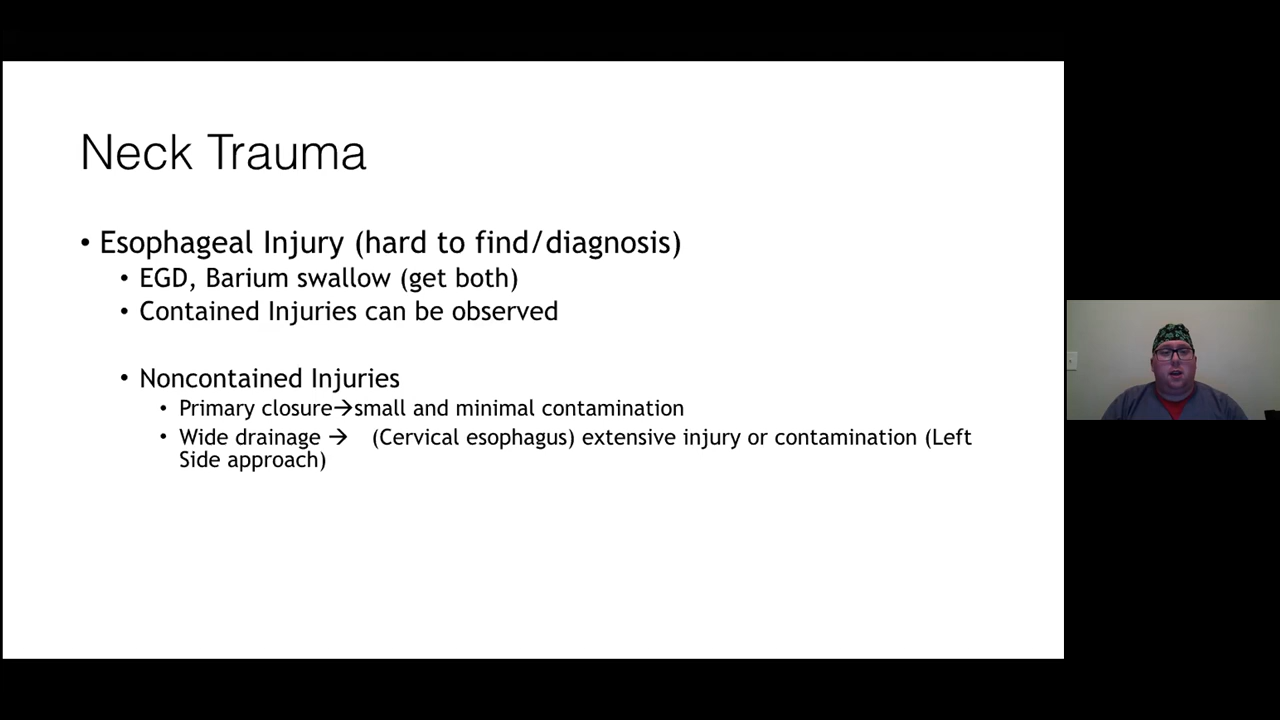 Neck Trauma
• Esophageal Injury (hard to find/diagnosis)
• EGD, Barium swallow (get both)
• Contained Injuries can be observed
• Noncontained Injuries
• Primary closure→small and minimal contamination
• Wide drainage → (Cervical esophagus) extensive injury or contamination (Left
Side approach)